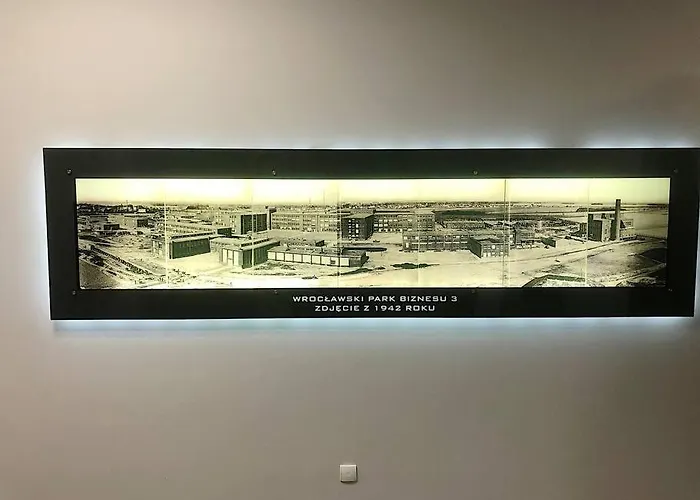 WROCŁAWSKI PARK BIZNESU 3
ZDJĘCIE Z 1942 ROKU